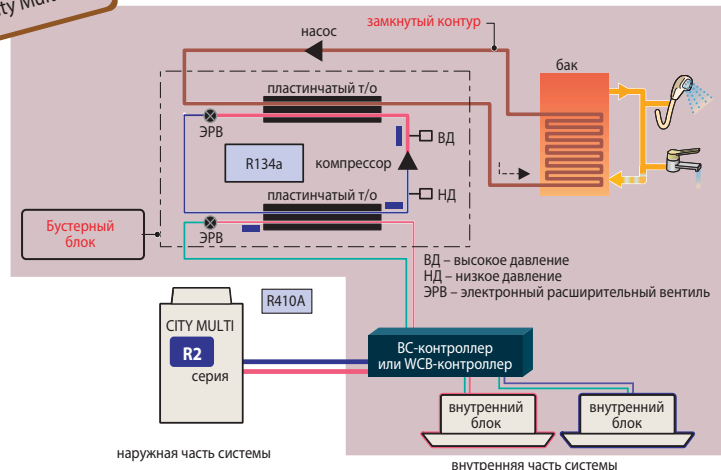 City Multi
замкнутый контур
насос
бак
пластинчатый т/о
ЭРВ
ВД
R134a
компрессор
пластинчатый т/о
НД
Бустерный
блок
ЭРВ
ВД – высокое давление
НД – низкое давление
ЭРВ – электронный расширительный вентиль
R410A
CITY MULTI
R2
серия
BC-контроллер
или WCB-контроллер
внутренний
блок
внутренний
блок
наружная часть системы
внутренняя часть системы